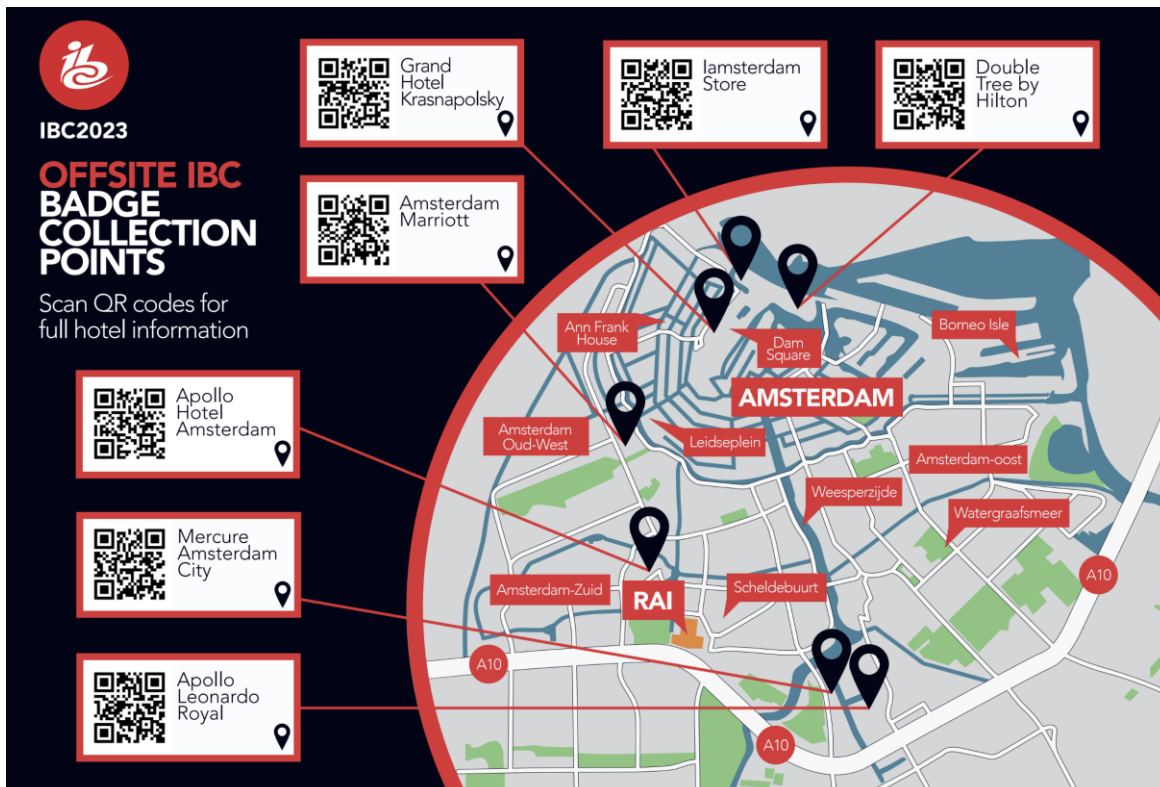 ibc
IBC2023
OFFSITE IBC
BADGE
COLLECTION
POINTS
Scan QR codes for
full hotel information
Grand
Hotel
Krasnapolsky
Iamsterdam
Store
Double
Tree by
Hilton
Amsterdam
Marriott
Apollo
Hotel
Amsterdam
Mercure
Amsterdam
City
Apollo
Leonardo
Royal
Ann Frank
House
Dam
Square
Borneo Isle
AMSTERDAM
Amsterdam
Oud-West
Leidseplein
Amsterdam-oost
Weesperzijde
Watergraafsmeer
Amsterdam-Zuid
RAI
Scheldebuurt
A10
A10
A10